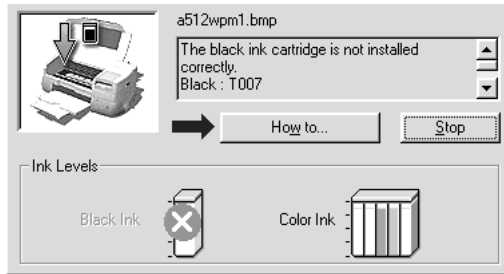 a512wpm1.bmp
The black ink cartridge is not installed
correctly.
Black : T007
How to...
Stop
Ink Levels
Black Ink
Color Ink